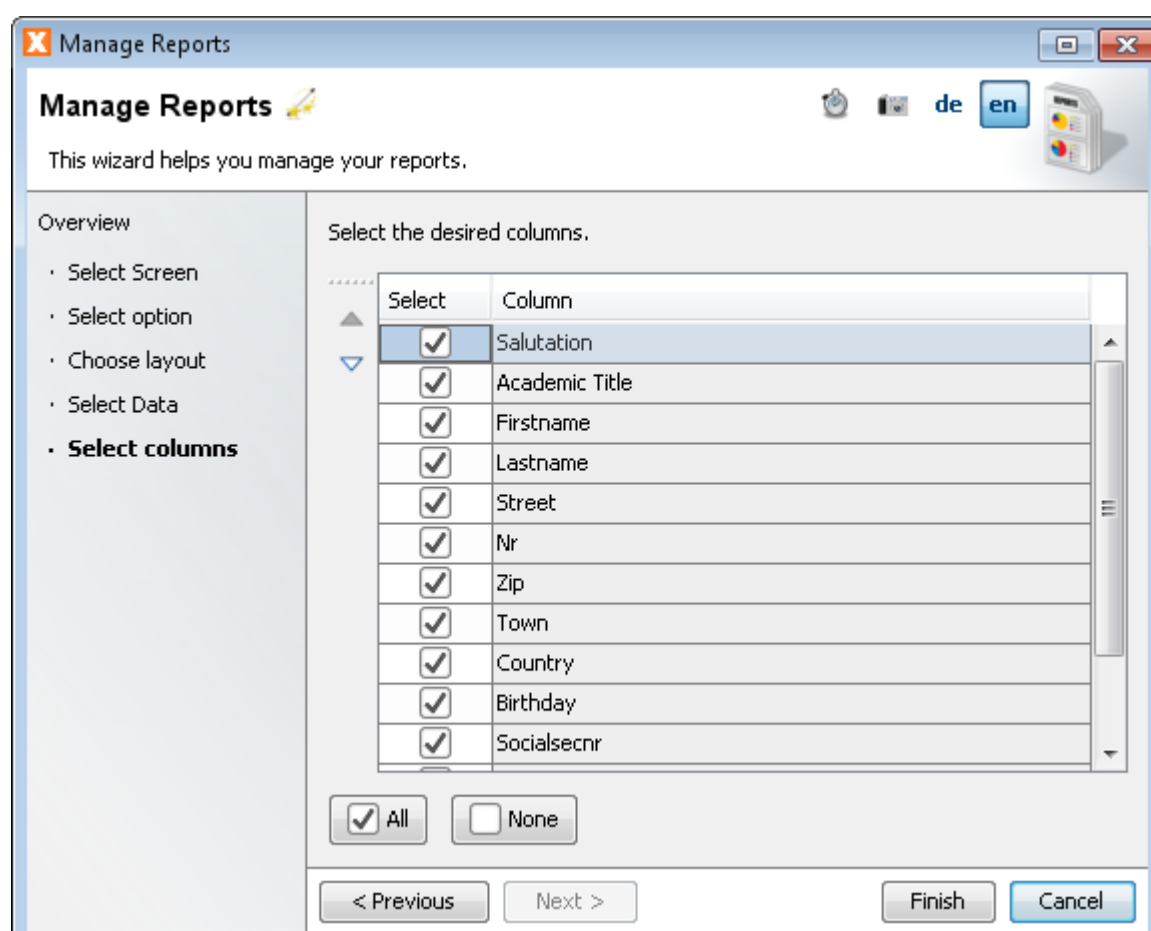 Manage Reports
Manage Reports
de en
This wizard helps you manage your reports.
Overview
· Select Screen
· Select option
· Choose layout
· Select Data
· Select columns
Select the desired columns.
Select Column
Salutation
Academic Title
Firstname
Lastname
Street
Nr
Zip
Town
Country
Birthday
Socialsecnr
All None
< Previous Next > Finish Cancel